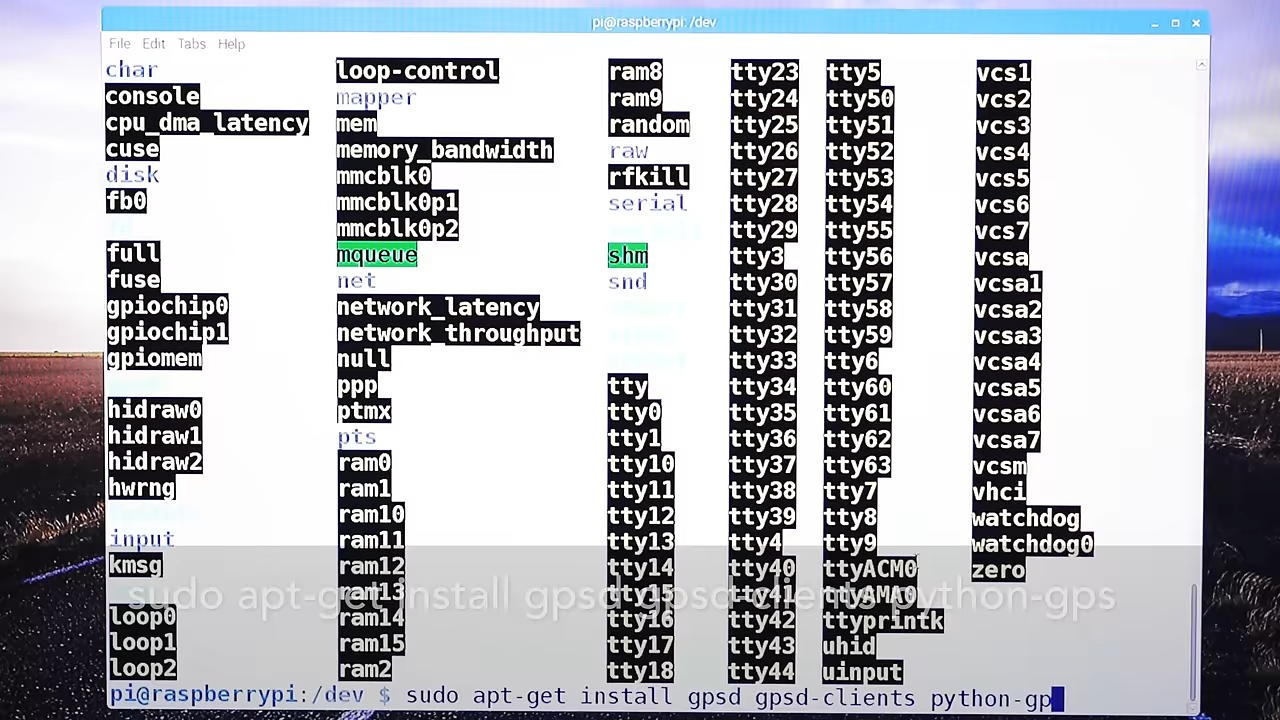 pi@raspberrypi: /dev
File Edit Tabs Help
char loop-control ram8 tty23 tty5 vcs1
console mapper ram9 tty24 tty50 vcs2
cpu_dma_latency mem random tty25 tty51 vcs3
cuse memory_bandwidth raw tty26 tty52 vcs4
disk mmcblk0 rfkill tty27 tty53 vcs5
fb0 mmcblk0p1 serial tty28 tty54 vcs6
mmcblk0p2 tty29 tty55 vcs7
full mqueue shm tty3 tty56 vcsa
fuse net snd tty30 tty57 vcsa1
gpiochip0 network_latency tty31 tty58 vcsa2
gpiochip1 network_throughput tty32 tty59 vcsa3
gpiomem null tty33 tty6 vcsa4
ppp tty tty34 tty60 vcsa5
hidraw0 ptmx tty0 tty35 tty61 vcsa6
hidraw1 pts tty1 tty36 tty62 vcsa7
hidraw2 ram0 tty10 tty37 tty63 vcsm
hwrng ram1 tty11 tty38 tty7 vhci
ram10 tty12 tty39 tty8 watchdog
input ram11 tty13 tty4 tty9 watchdog0
kmsg ram12 tty14 tty40 ttyACM0 zero
ram13 tty15 tty41 ttyAMA0
sudo apt-get install gpsd gpsd-clients python-gps
loop0 ram14 tty16 tty42 ttyprintk
loop1 ram15 tty17 tty43 uhid
loop2 ram2 tty18 tty44 uinput
pi@raspberrypi:/dev $ sudo apt-get install gpsd gpsd-clients python-gp